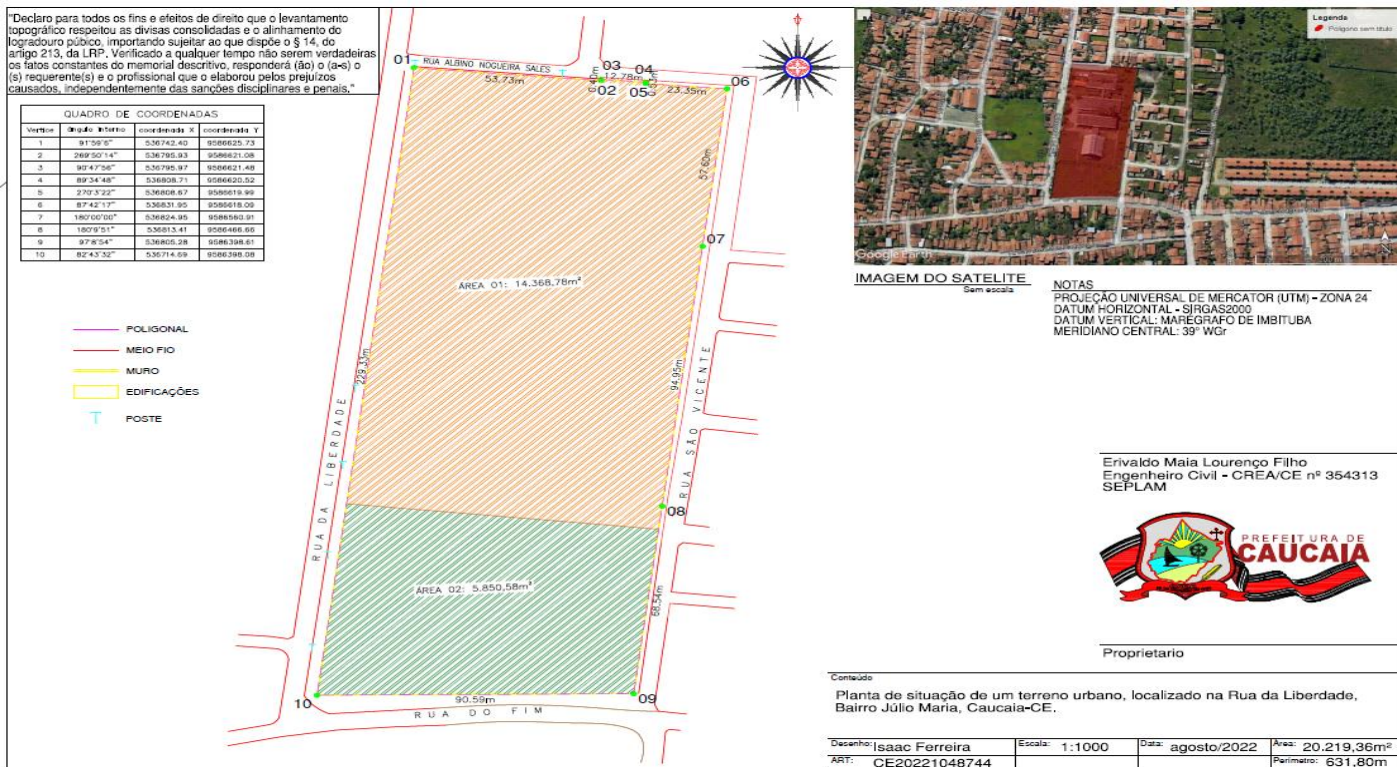 "Declaro para todos os fins e efeitos de direito que o levantamento
topográfico respeitou as divisas consolidadas e o alinhamento do
logradouro púbico, importando sujeitar ao que dispõe o § 14, do
artigo 213, da LRP. Verificado a qualquer tempo não serem verdadeiras
os fatos constantes do memorial descritivo, responderá (ão) o (a-s) o
(s) requerente(s) e o profissional que o elaborou pelos prejuízos
causados, independentemente das sanções disciplinares e penais."
QUADRO DE COORDENADAS
Vertice ângulo interno coordenada X coordenada Y
1 91°59'6" 536742.40 9586625.73
2 269°50'14" 536795.93 9586621.08
3 90°47'56" 536795.97 9586621.48
4 89°34'48" 536808.71 9586620.52
5 270°3'22" 536808.67 9586619.99
6 87°42'17" 536831.95 9586618.09
7 180°00'00" 536824.95 9586560.91
8 180°9'51" 536813.41 9586466.66
9 97°8'54" 536805.28 9586398.61
10 82°43'32" 536714.69 9586398.08
POLIGONAL
MEIO FIO
MURO
EDIFICAÇÕES
POSTE
01
RUA ALBINO NOGUEIRA SALES
53,73m
0,40m
03
02
12,78m
04
05
23,35m
06
57,60m
07
ÁREA 01: 14.368,78m²
229,33m
94,95m
RUA DA LIBERDADE
RUA SÃO VICENTE
08
ÁREA 02: 5.850,58m²
68,54m
10
90,59m
09
RUA DO FIM
Legenda
Polígono sem título
Google Earth
IMAGEM DO SATELITE
Sem escala
NOTAS
PROJEÇÃO UNIVERSAL DE MERCATOR (UTM) - ZONA 24
DATUM HORIZONTAL - SIRGAS2000
DATUM VERTICAL: MARÉGRAFO DE IMBITUBA
MERIDIANO CENTRAL: 39° WGr
Erivaldo Maia Lourenço Filho
Engenheiro Civil - CREA/CE nº 354313
SEPLAM
PREFEITURA DE
CAUCAIA
Proprietario
Conteúdo
Planta de situação de um terreno urbano, localizado na Rua da Liberdade,
Bairro Júlio Maria, Caucaia-CE.
Desenho: Isaac Ferreira Escala: 1:1000 Data: agosto/2022 Área: 20.219,36m²
ART: CE20221048744 Perímetro: 631,80m